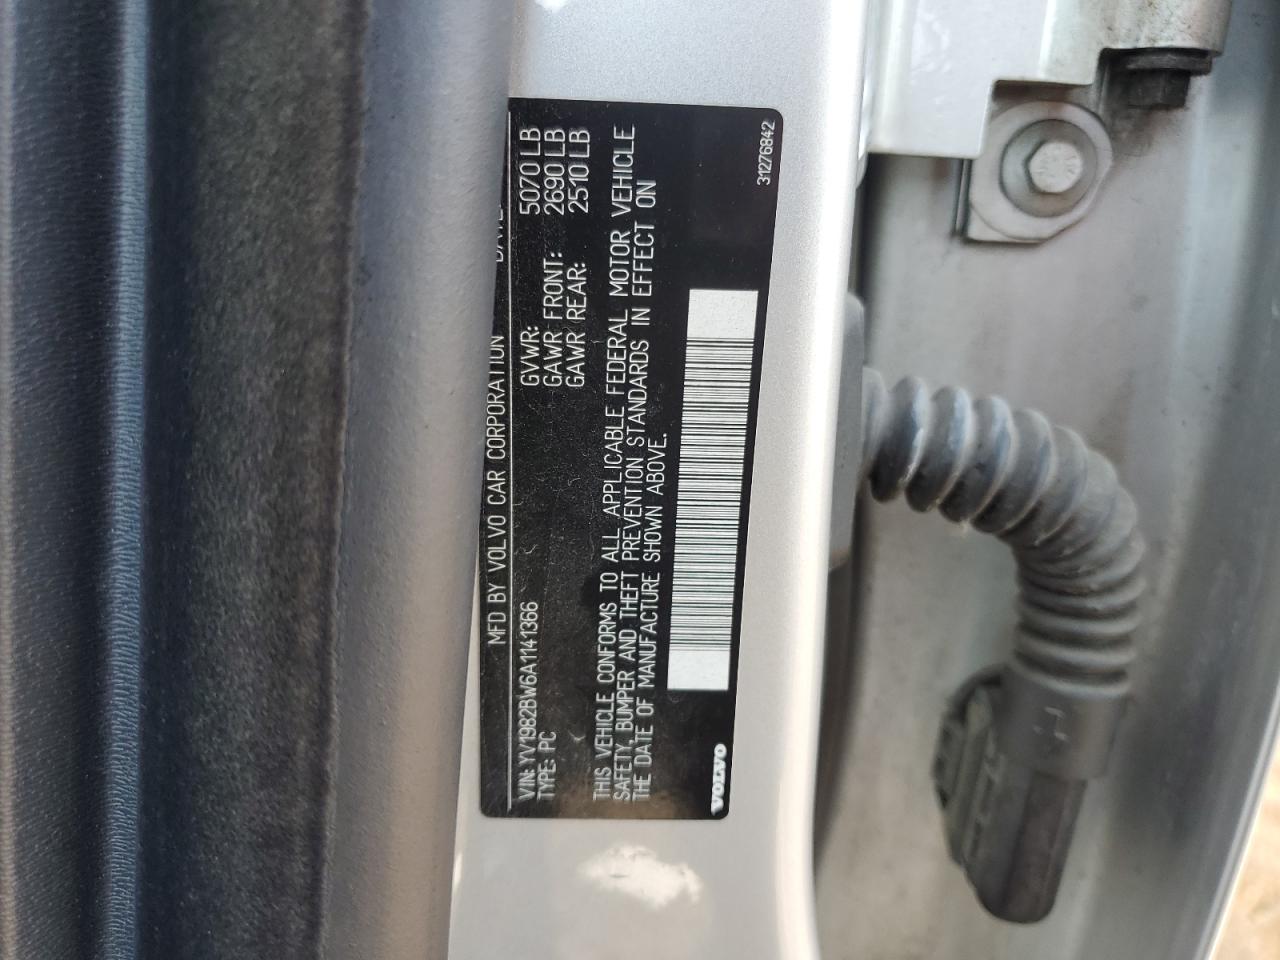 MFD BY VOLVO CAR CORPORATION
VIN: YV1982BW6A1141366
TYPE: PC
GVWR: 5070 LB
GAWR FRONT: 2690 LB
GAWR REAR: 2510 LB
THIS VEHICLE CONFORMS TO ALL APPLICABLE FEDERAL MOTOR VEHICLE
SAFETY, BUMPER AND THEFT PREVENTION STANDARDS IN EFFECT ON
THE DATE OF MANUFACTURE SHOWN ABOVE.
VOLVO
31276842